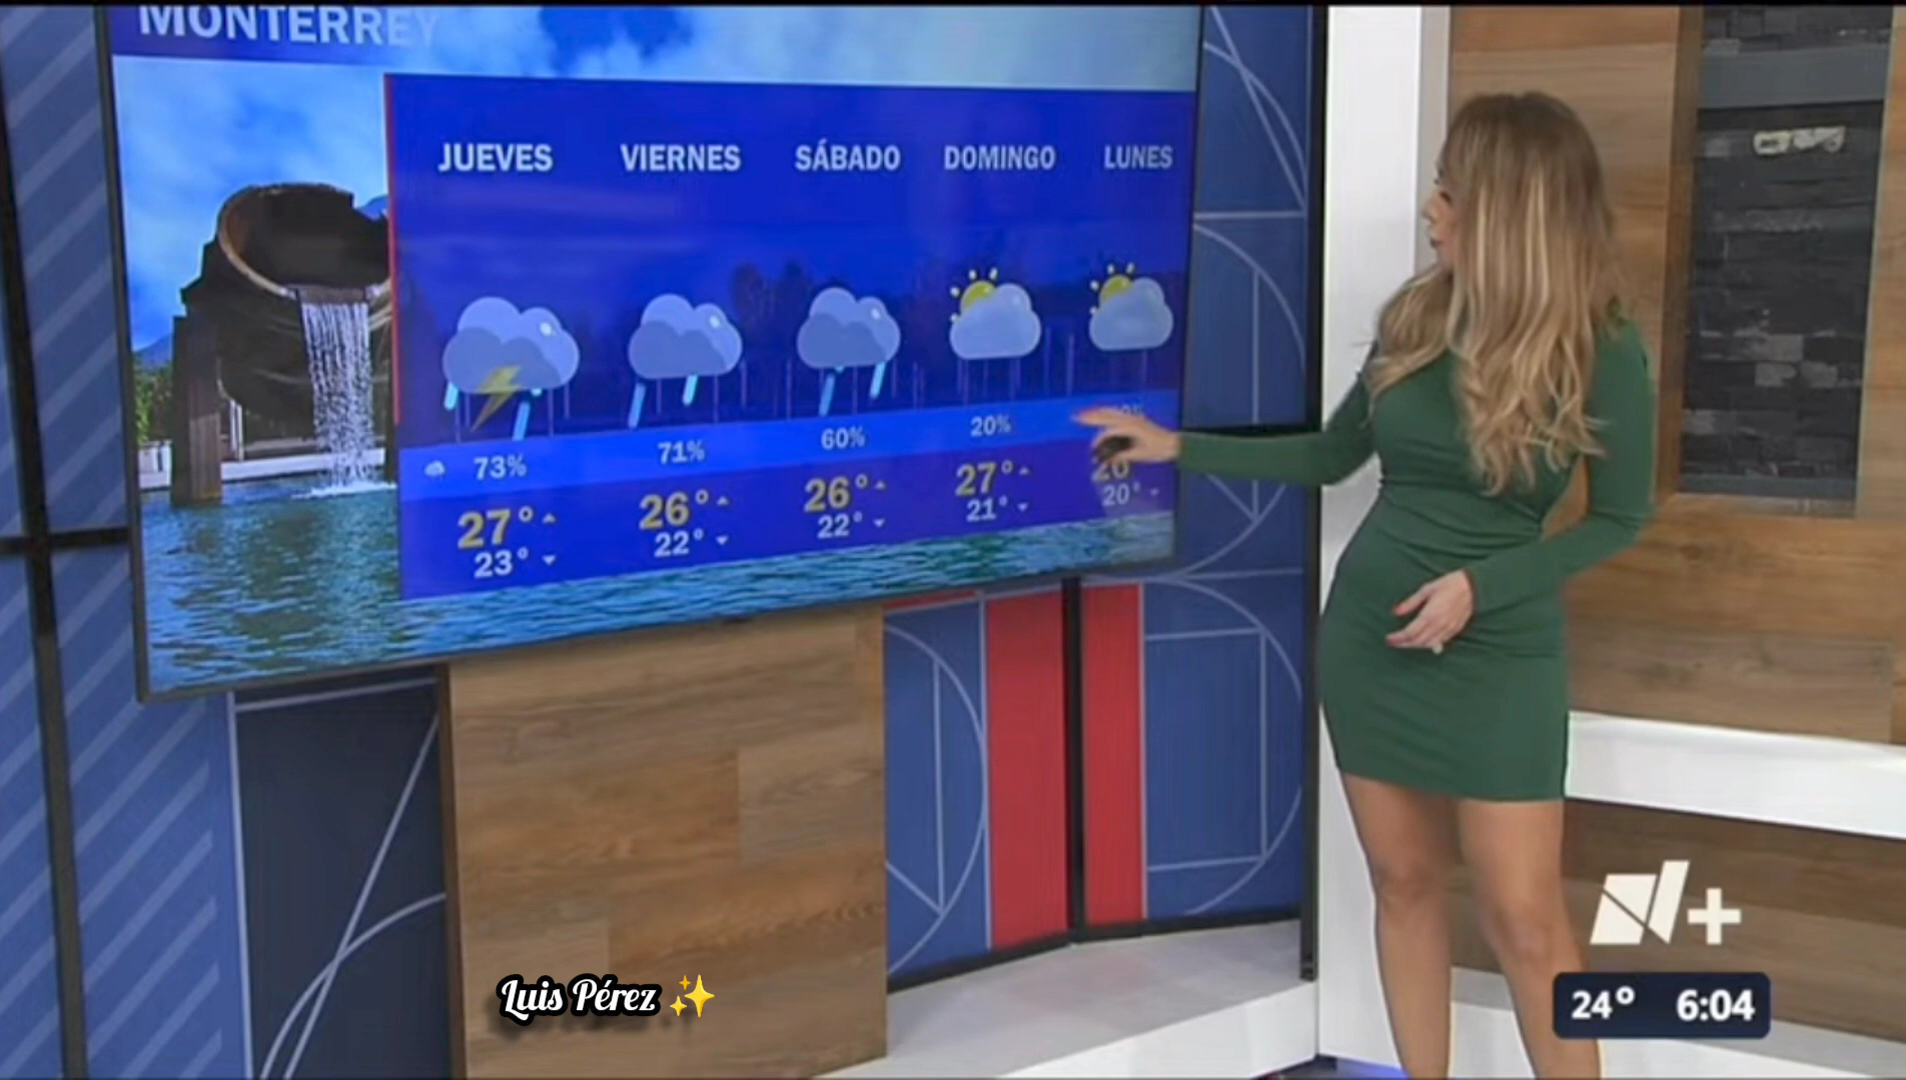 MONTERREY
JUEVES VIERNES SÁBADO DOMINGO LUNES
73% 71% 60% 20%
27° 26° 26° 27°
23° 22° 22° 21° 20°
N+
Luis Pérez ✨
24° 6:04